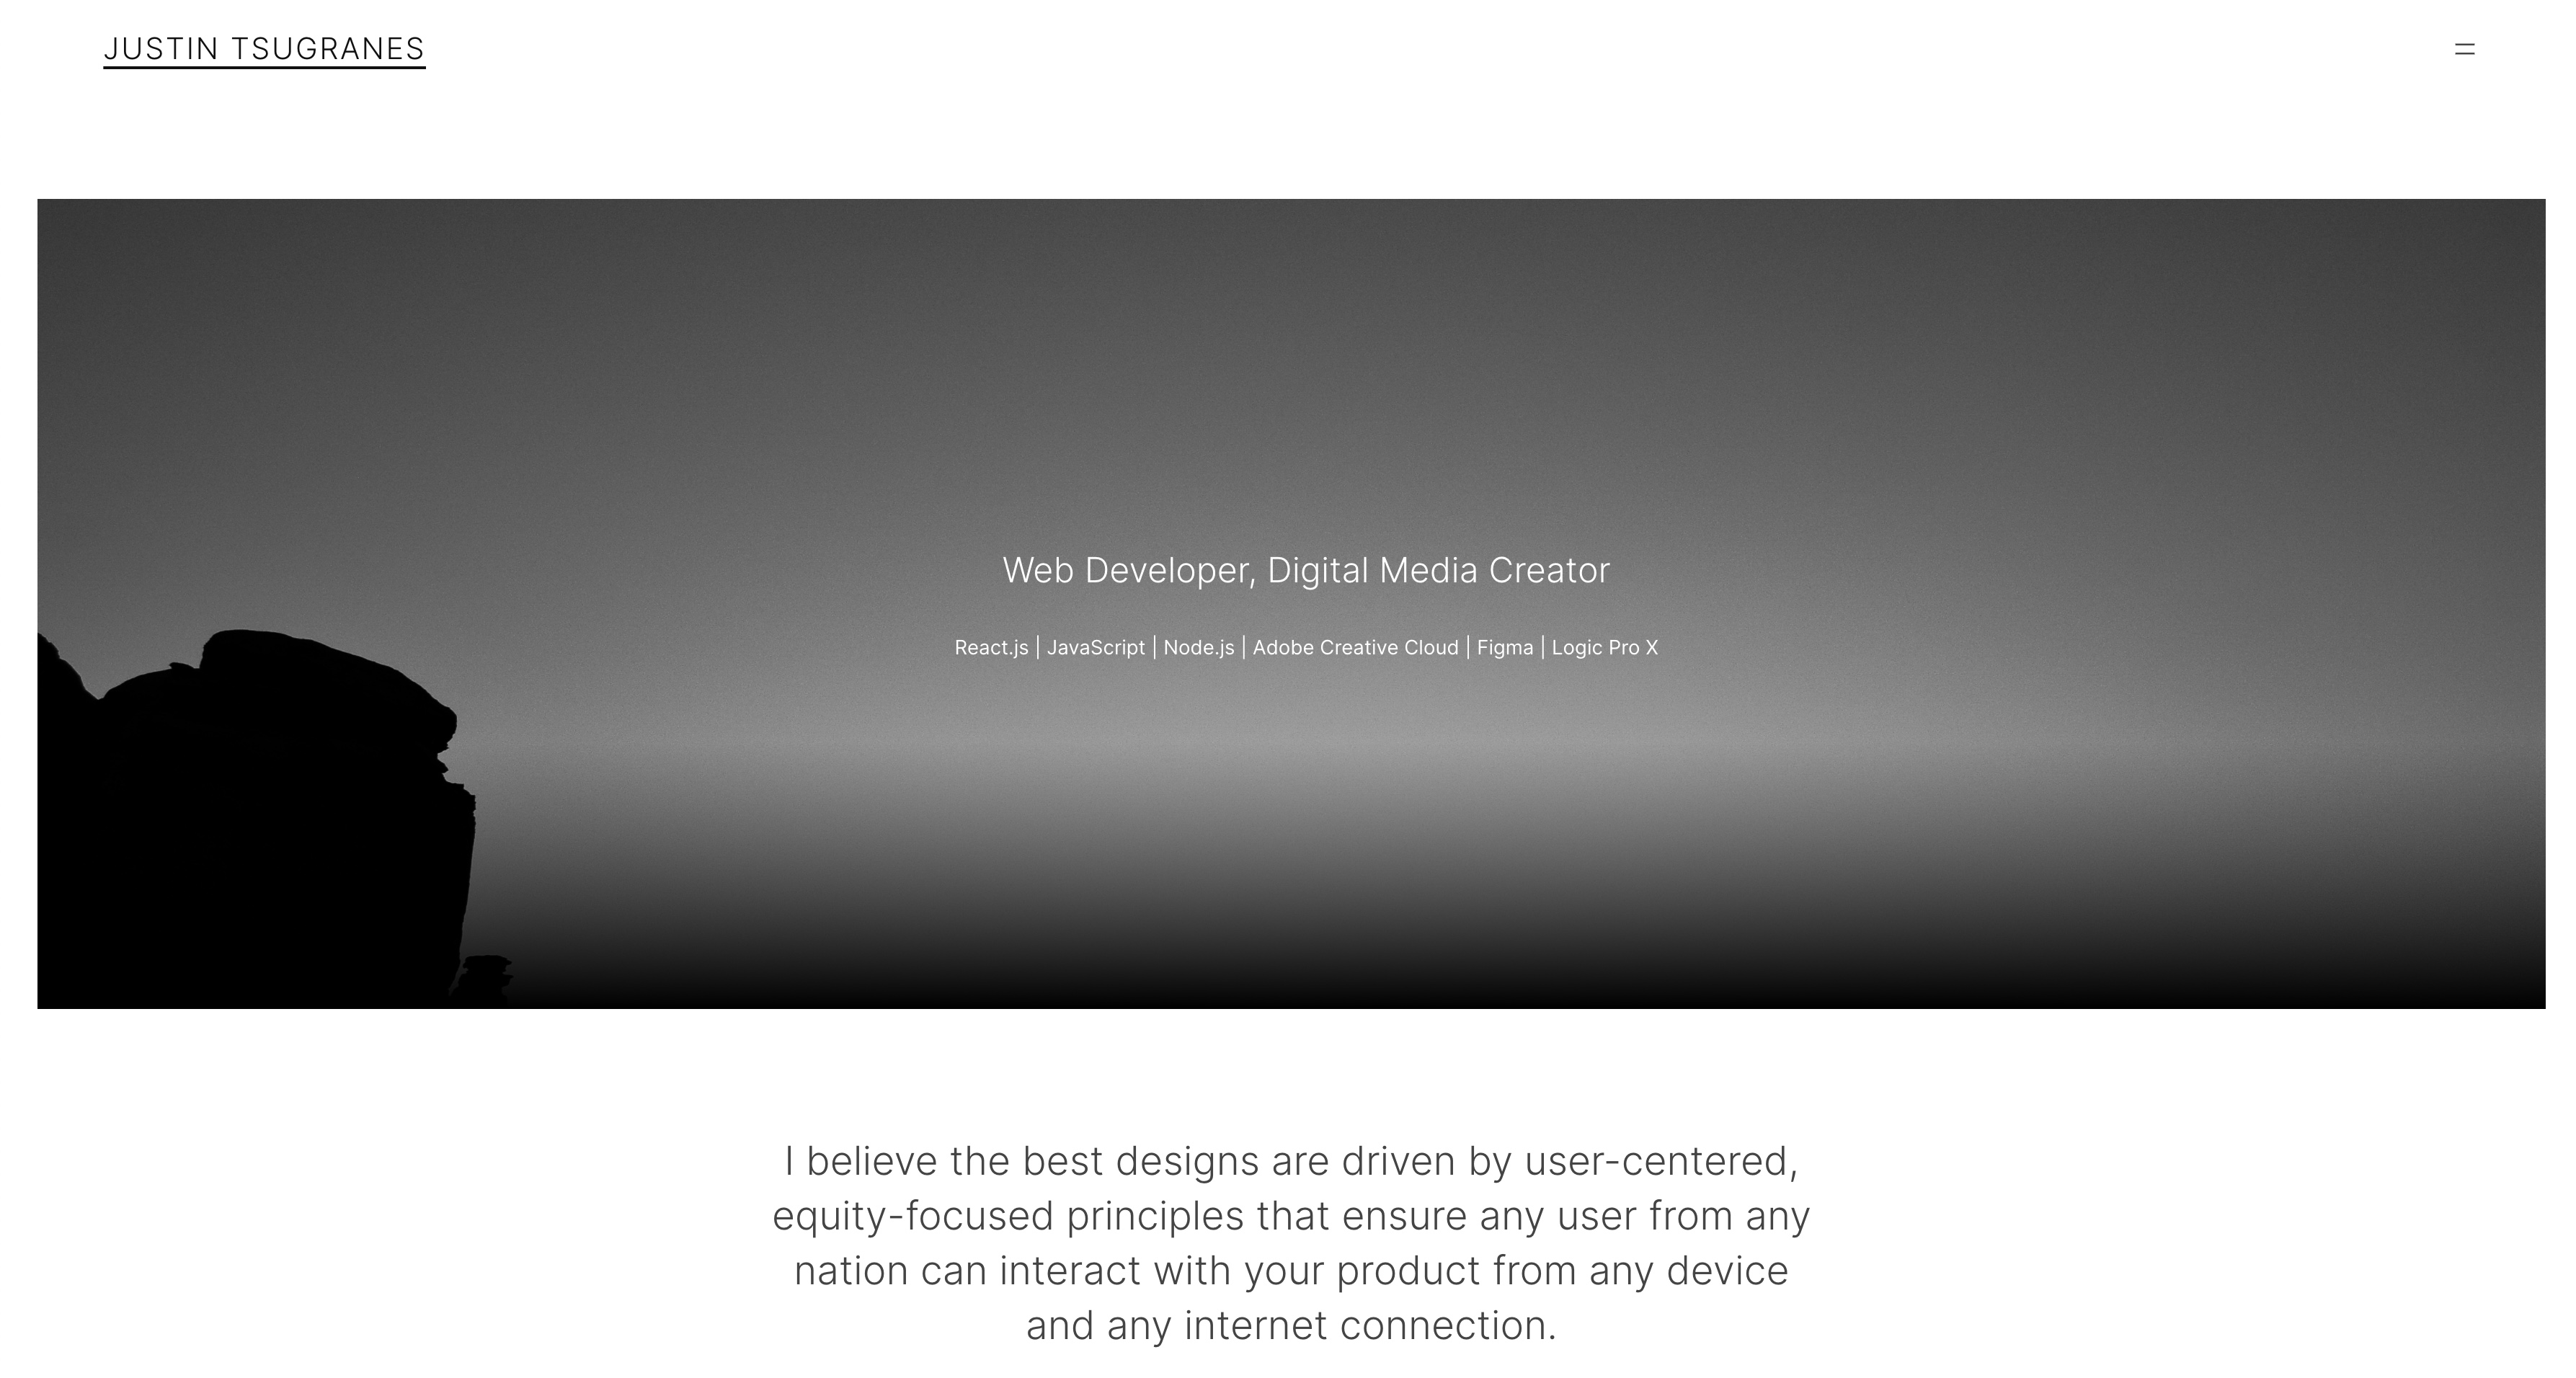 JUSTIN TSUGRANES
Web Developer, Digital Media Creator
React.js | JavaScript | Node.js | Adobe Creative Cloud | Figma | Logic Pro X
I believe the best designs are driven by user-centered,
equity-focused principles that ensure any user from any
nation can interact with your product from any device
and any internet connection.